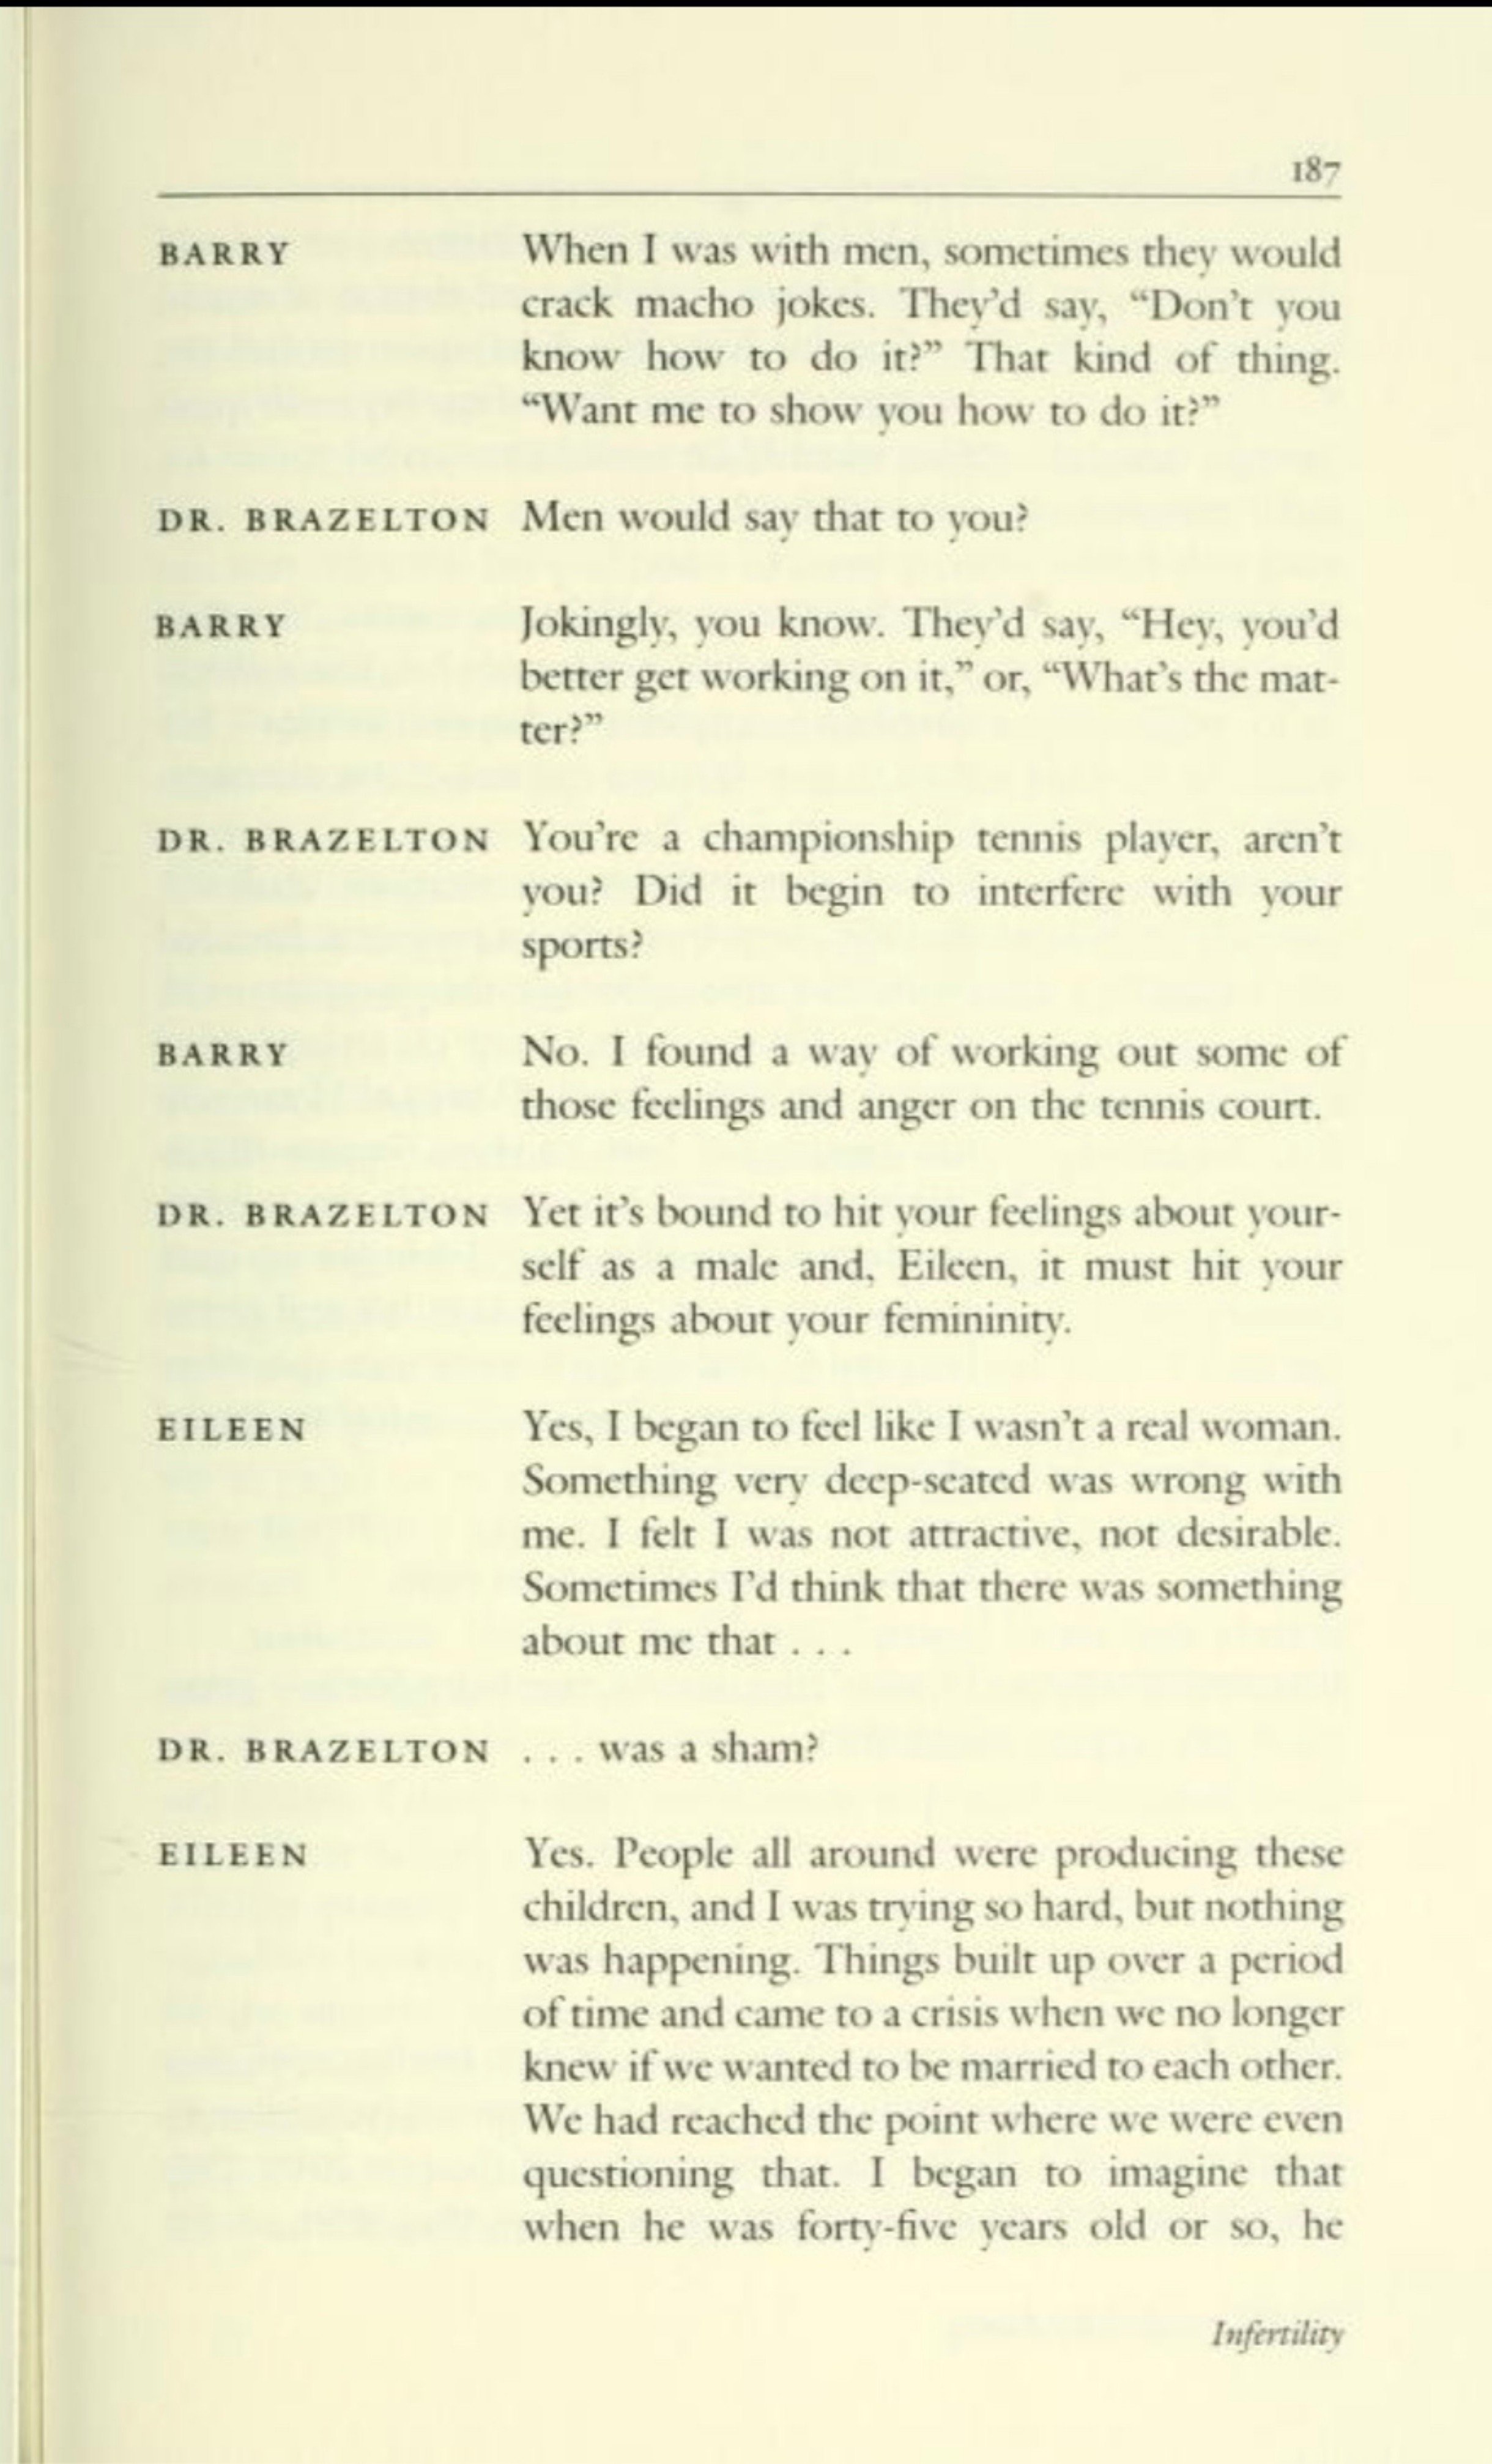 187
BARRY When I was with men, sometimes they would
crack macho jokes. They'd say, “Don't you
know how to do it?” That kind of thing.
“Want me to show you how to do it?”
DR. BRAZELTON Men would say that to you?
BARRY Jokingly, you know. They'd say, “Hey, you'd
better get working on it,” or, “What's the mat-
ter?”
DR. BRAZELTON You're a championship tennis player, aren't
you? Did it begin to interfere with your
sports?
BARRY No. I found a way of working out some of
those feelings and anger on the tennis court.
DR. BRAZELTON Yet it's bound to hit your feelings about your-
self as a male and, Eileen, it must hit your
feelings about your femininity.
EILEEN Yes, I began to feel like I wasn't a real woman.
Something very deep-seated was wrong with
me. I felt I was not attractive, not desirable.
Sometimes I'd think that there was something
about me that . . .
DR. BRAZELTON . . . was a sham?
EILEEN Yes. People all around were producing these
children, and I was trying so hard, but nothing
was happening. Things built up over a period
of time and came to a crisis when we no longer
knew if we wanted to be married to each other.
We had reached the point where we were even
questioning that. I began to imagine that
when he was forty-five years old or so, he
Infertility